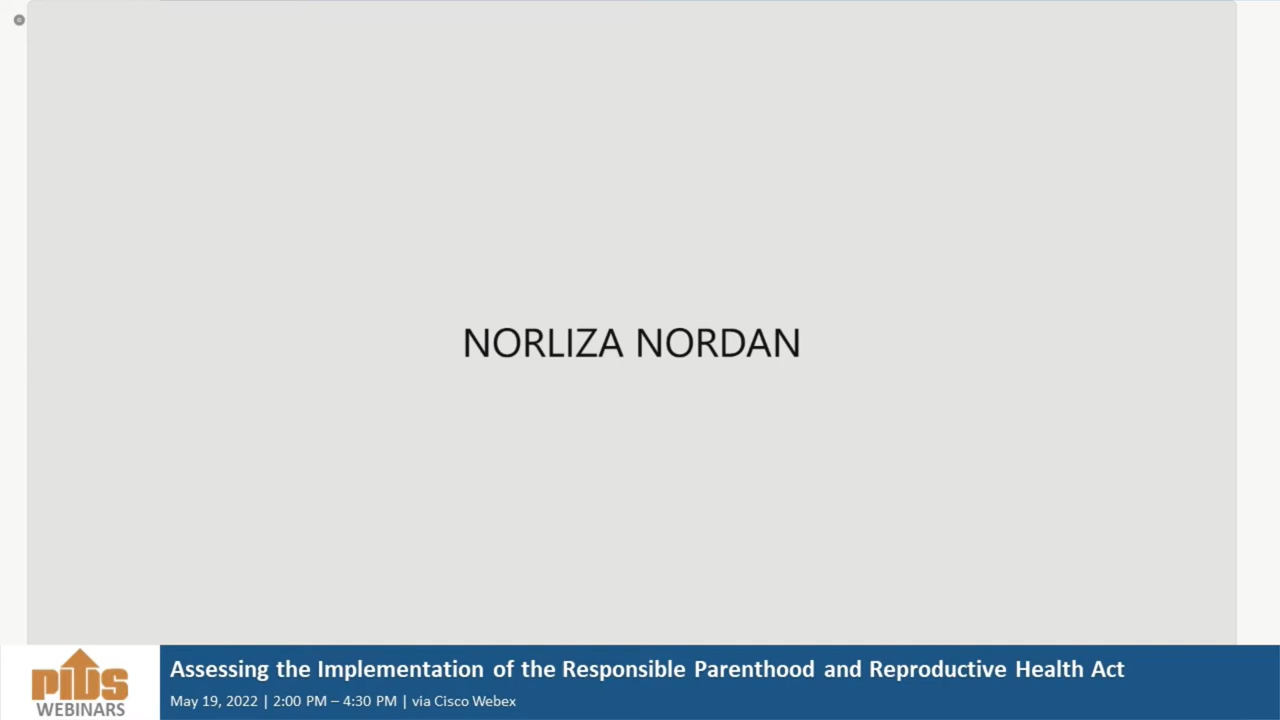 NORLIZA NORDAN
Assessing the Implementation of the Responsible Parenthood and Reproductive Health Act
May 19, 2022 | 2:00 PM – 4:30 PM | via Cisco Webex
PIDS
WEBINARS